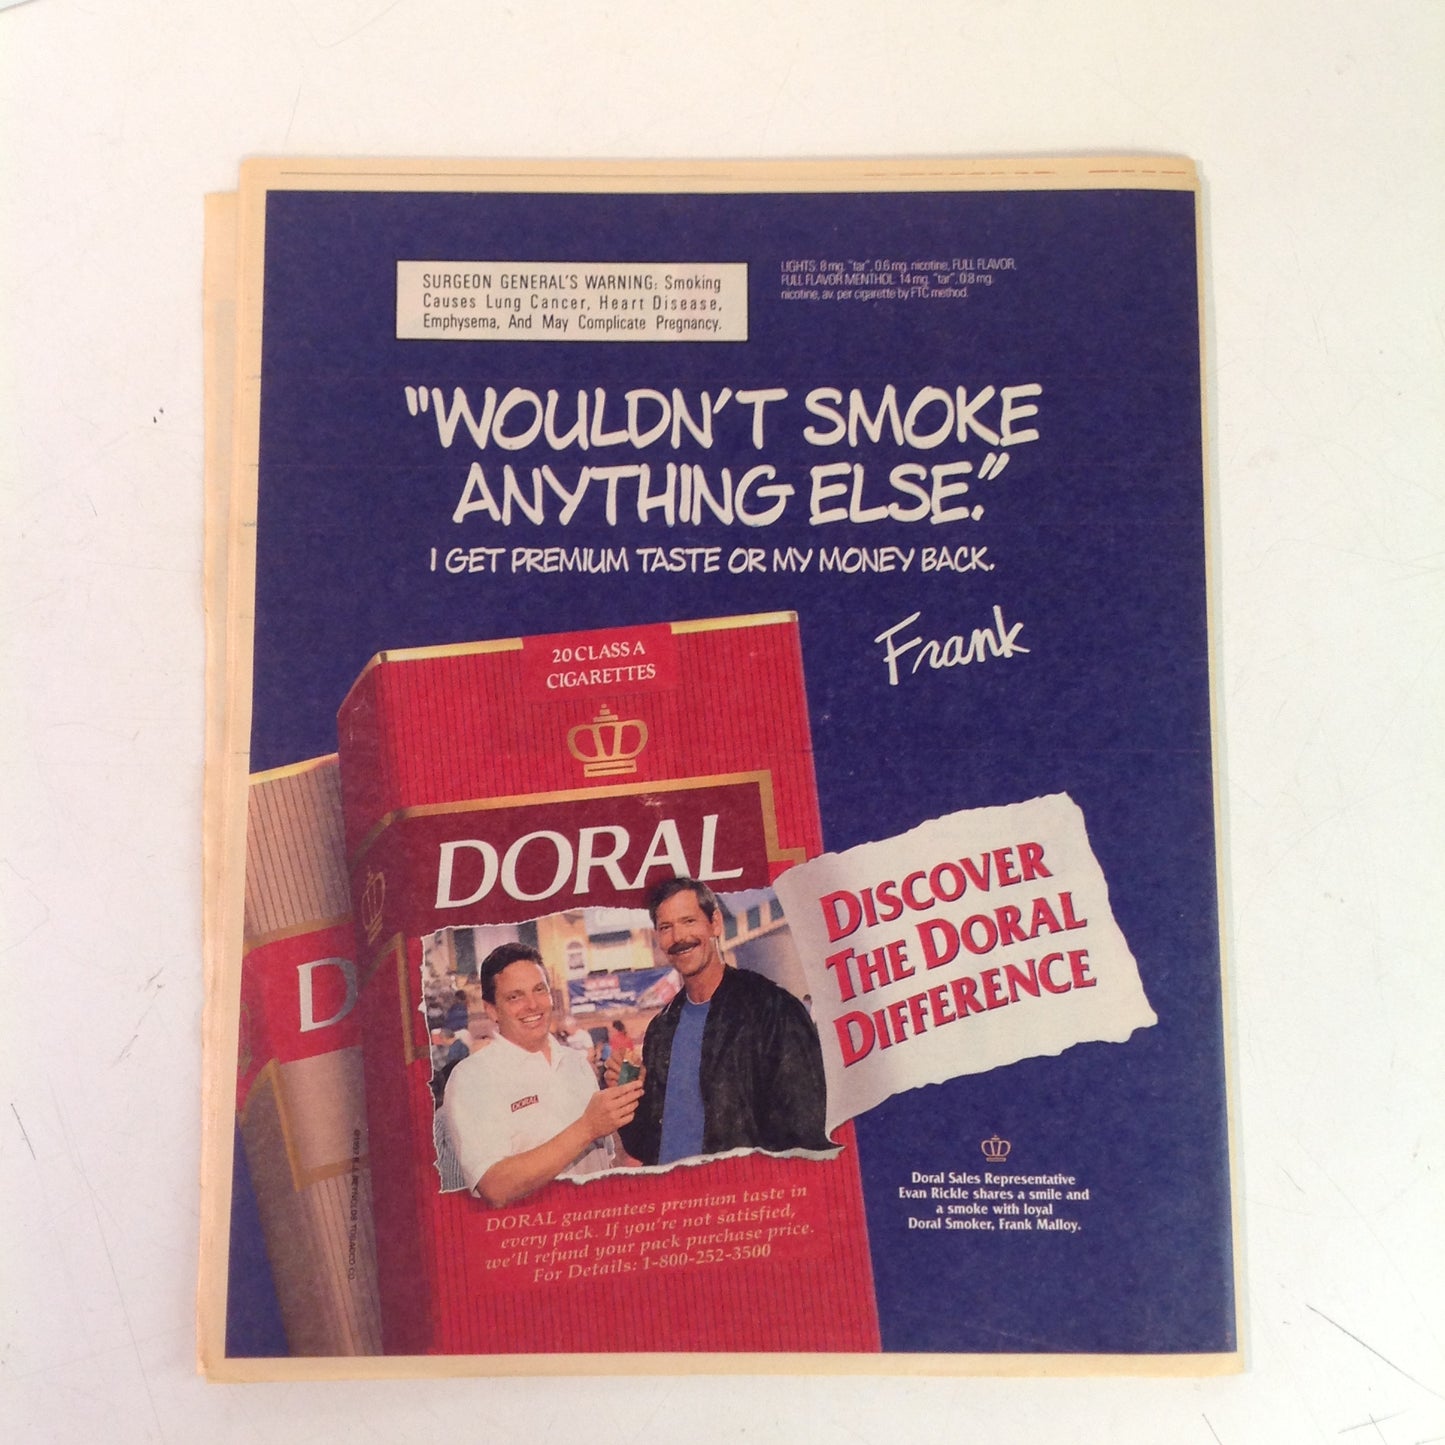 SURGEON GENERAL'S WARNING: Smoking
Causes Lung Cancer, Heart Disease,
Emphysema, And May Complicate Pregnancy.
LIGHTS: 8 mg. "tar", 0.6 mg. nicotine, FULL FLAVOR,
FULL FLAVOR MENTHOL: 14 mg. "tar", 0.8 mg.
nicotine, av. per cigarette by FTC method.
"WOULDN'T SMOKE
ANYTHING ELSE."
I GET PREMIUM TASTE OR MY MONEY BACK.
Frank
20 CLASS A
CIGARETTES
DORAL
D
DISCOVER
THE DORAL
DIFFERENCE
DORAL
DORAL guarantees premium taste in
every pack. If you're not satisfied,
we'll refund your pack purchase price.
For Details: 1-800-252-3500
Doral Sales Representative
Evan Rickle shares a smile and
a smoke with loyal
Doral Smoker, Frank Malloy.
R.J. REYNOLDS TOBACCO CO.